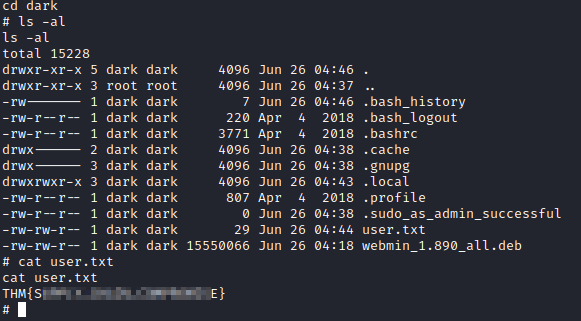 cd dark
# ls -al
ls -al
total 15228
drwxr-xr-x 5 dark dark     4096 Jun 26 04:46 .
drwxr-xr-x 3 root root     4096 Jun 26 04:37 ..
-rw------- 1 dark dark        7 Jun 26 04:46 .bash_history
-rw-r--r-- 1 dark dark      220 Apr  4  2018 .bash_logout
-rw-r--r-- 1 dark dark     3771 Apr  4  2018 .bashrc
drwx------ 2 dark dark     4096 Jun 26 04:38 .cache
drwx------ 3 dark dark     4096 Jun 26 04:38 .gnupg
drwxrwxr-x 3 dark dark     4096 Jun 26 04:43 .local
-rw-r--r-- 1 dark dark      807 Apr  4  2018 .profile
-rw-r--r-- 1 dark dark        0 Jun 26 04:38 .sudo_as_admin_successful
-rw-rw-r-- 1 dark dark       29 Jun 26 04:44 user.txt
-rw-rw-r-- 1 dark dark 15550066 Jun 26 04:18 webmin_1.890_all.deb
# cat user.txt
cat user.txt
THM{S E}
#